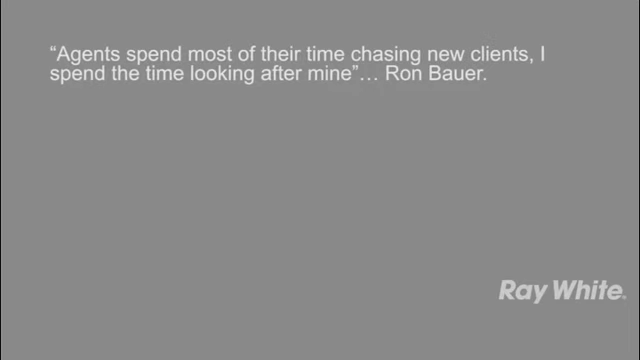 “Agents spend most of their time chasing new clients, I
spend the time looking after mine”… Ron Bauer.
Ray White.